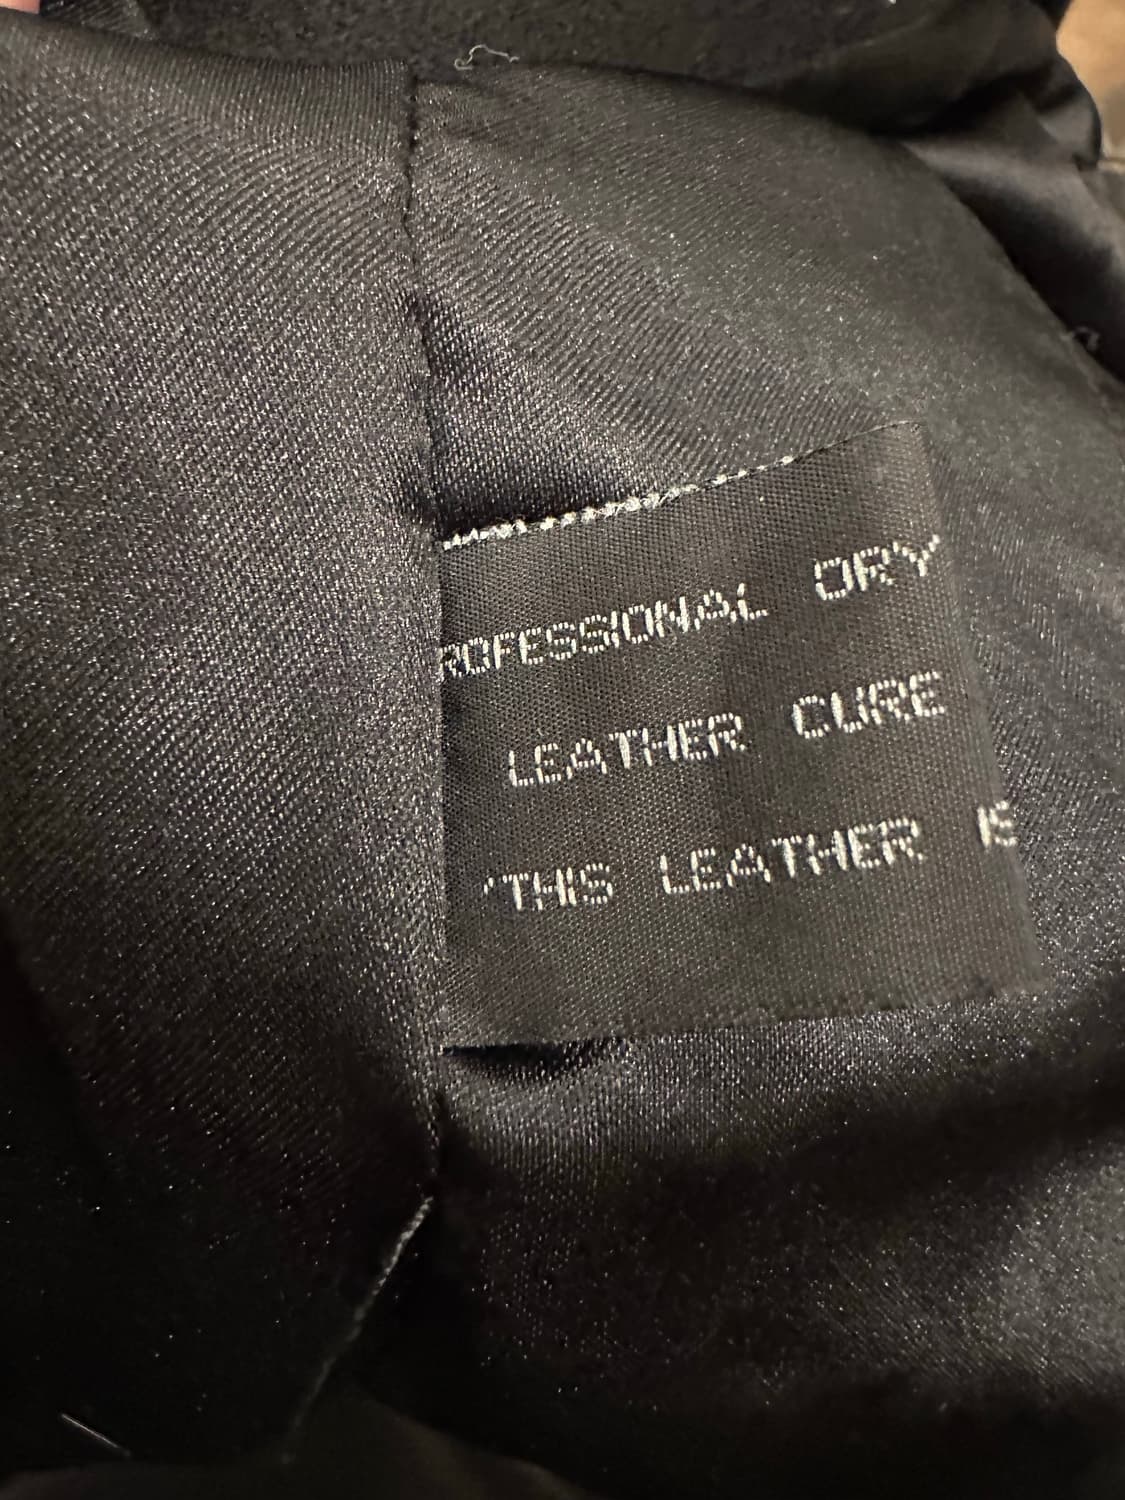 ROFESSIONAL DRY
LEATHER CURE
'THIS LEATHER IS